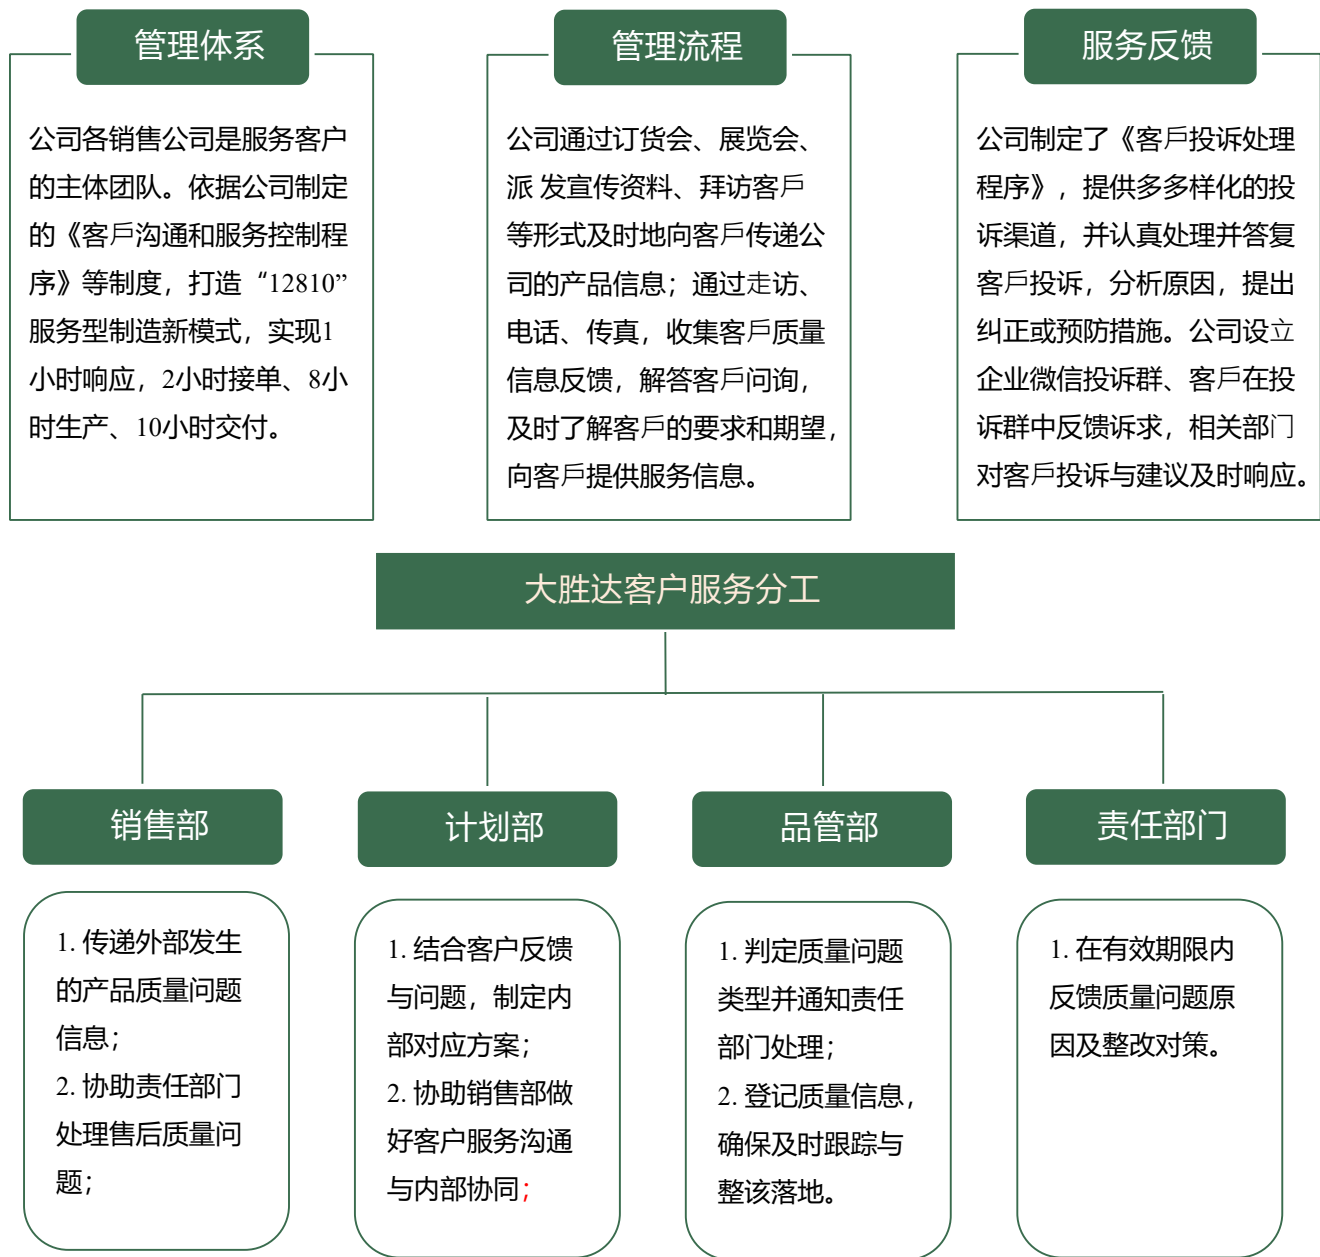 管理体系
公司各销售公司是服务客户
的主体团队。依据公司制定
的《客戶沟通和服务控制程
序》等制度，打造“12810”
服务型制造新模式，实现1
小时响应，2小时接单、8小
时生产、10小时交付。
管理流程
公司通过订货会、展览会、
派 发宣传资料、拜访客戶
等形式及时地向客戶传递公
司的产品信息；通过⾛访、
电话、传真，收集客戶质量
信息反馈，解答客戶问询，
及时了解客戶的要求和期望，
向客戶提供服务信息。
服务反馈
公司制定了《客戶投诉处理
程序》，提供多多样化的投
诉渠道，并认真处理并答复
客戶投诉，分析原因，提出
纠正或预防措施。公司设⽴
企业微信投诉群、客戶在投
诉群中反馈诉求，相关部⻔
对客戶投诉与建议及时响应。
大胜达客户服务分工
销售部
1. 传递外部发生
的产品质量问题
信息；
2. 协助责任部门
处理售后质量问
题；
计划部
1. 结合客户反馈
与问题，制定内
部对应方案；
2. 协助销售部做
好客户服务沟通
与内部协同；
品管部
1. 判定质量问题
类型并通知责任
部门处理；
2. 登记质量信息，
确保及时跟踪与
整该落地。
责任部门
1. 在有效期限内
反馈质量问题原
因及整改对策。